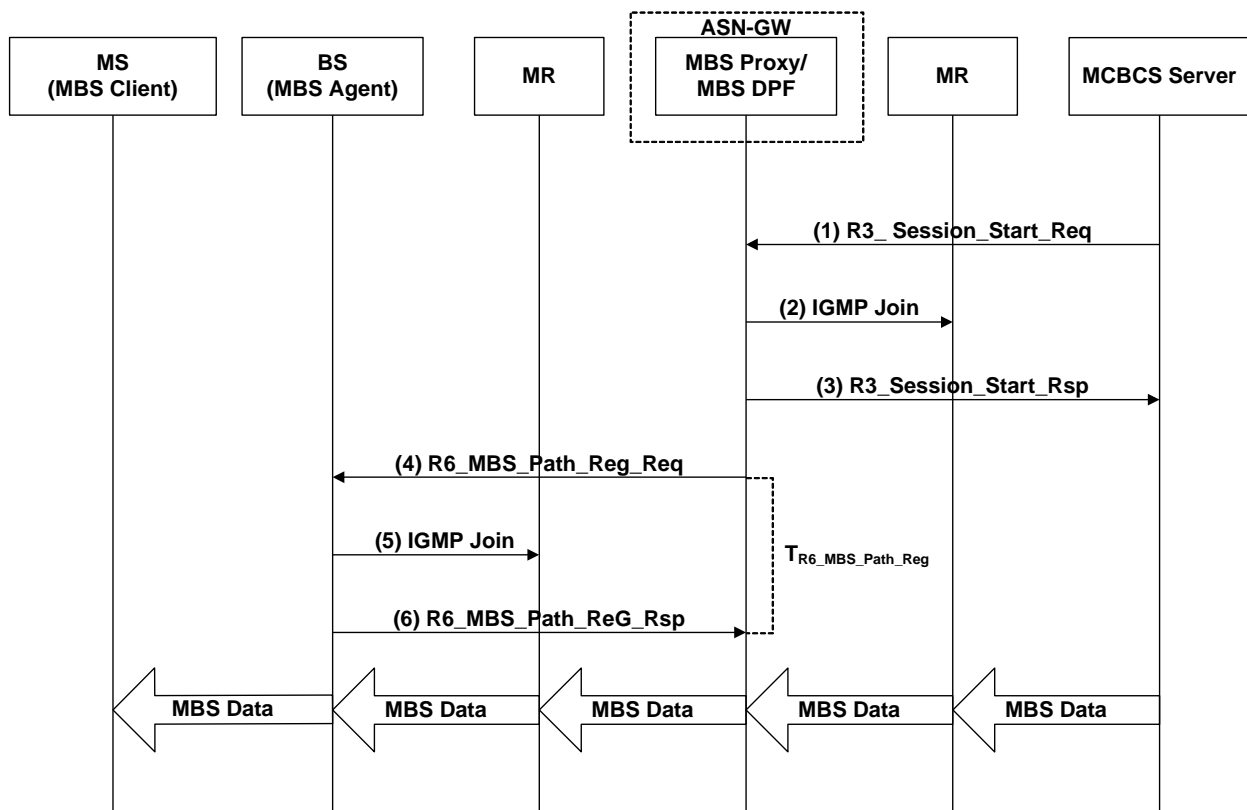 ASN-GW
MS
(MBS Client)
BS
(MBS Agent)
MR
MBS Proxy/
MBS DPF
MR
MCBCS Server
(1) R3_ Session_Start_Req
(2) IGMP Join
(3) R3_Session_Start_Rsp
(4) R6_MBS_Path_Reg_Req
(5) IGMP Join
TR6_MBS_Path_Reg
(6) R6_MBS_Path_ReG_Rsp
MBS Data
MBS Data
MBS Data
MBS Data
MBS Data